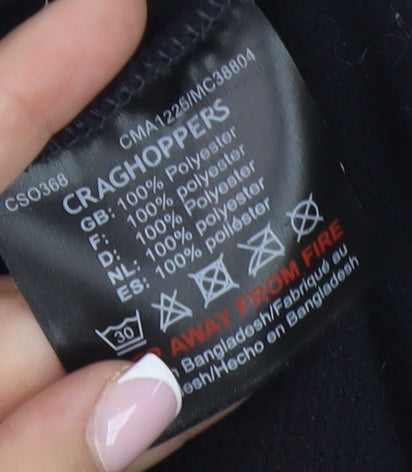 CSO368
CMA1225/MC38804
CRAGHOPPERS
GB: 100% Polyester
F: 100% polyester
D: 100% Polyester
NL: 100% polyester
ES: 100% poliéster
30
AWAY FROM FIRE
Bangladesh/Fabriqué au
/Hecho en Bangladesh